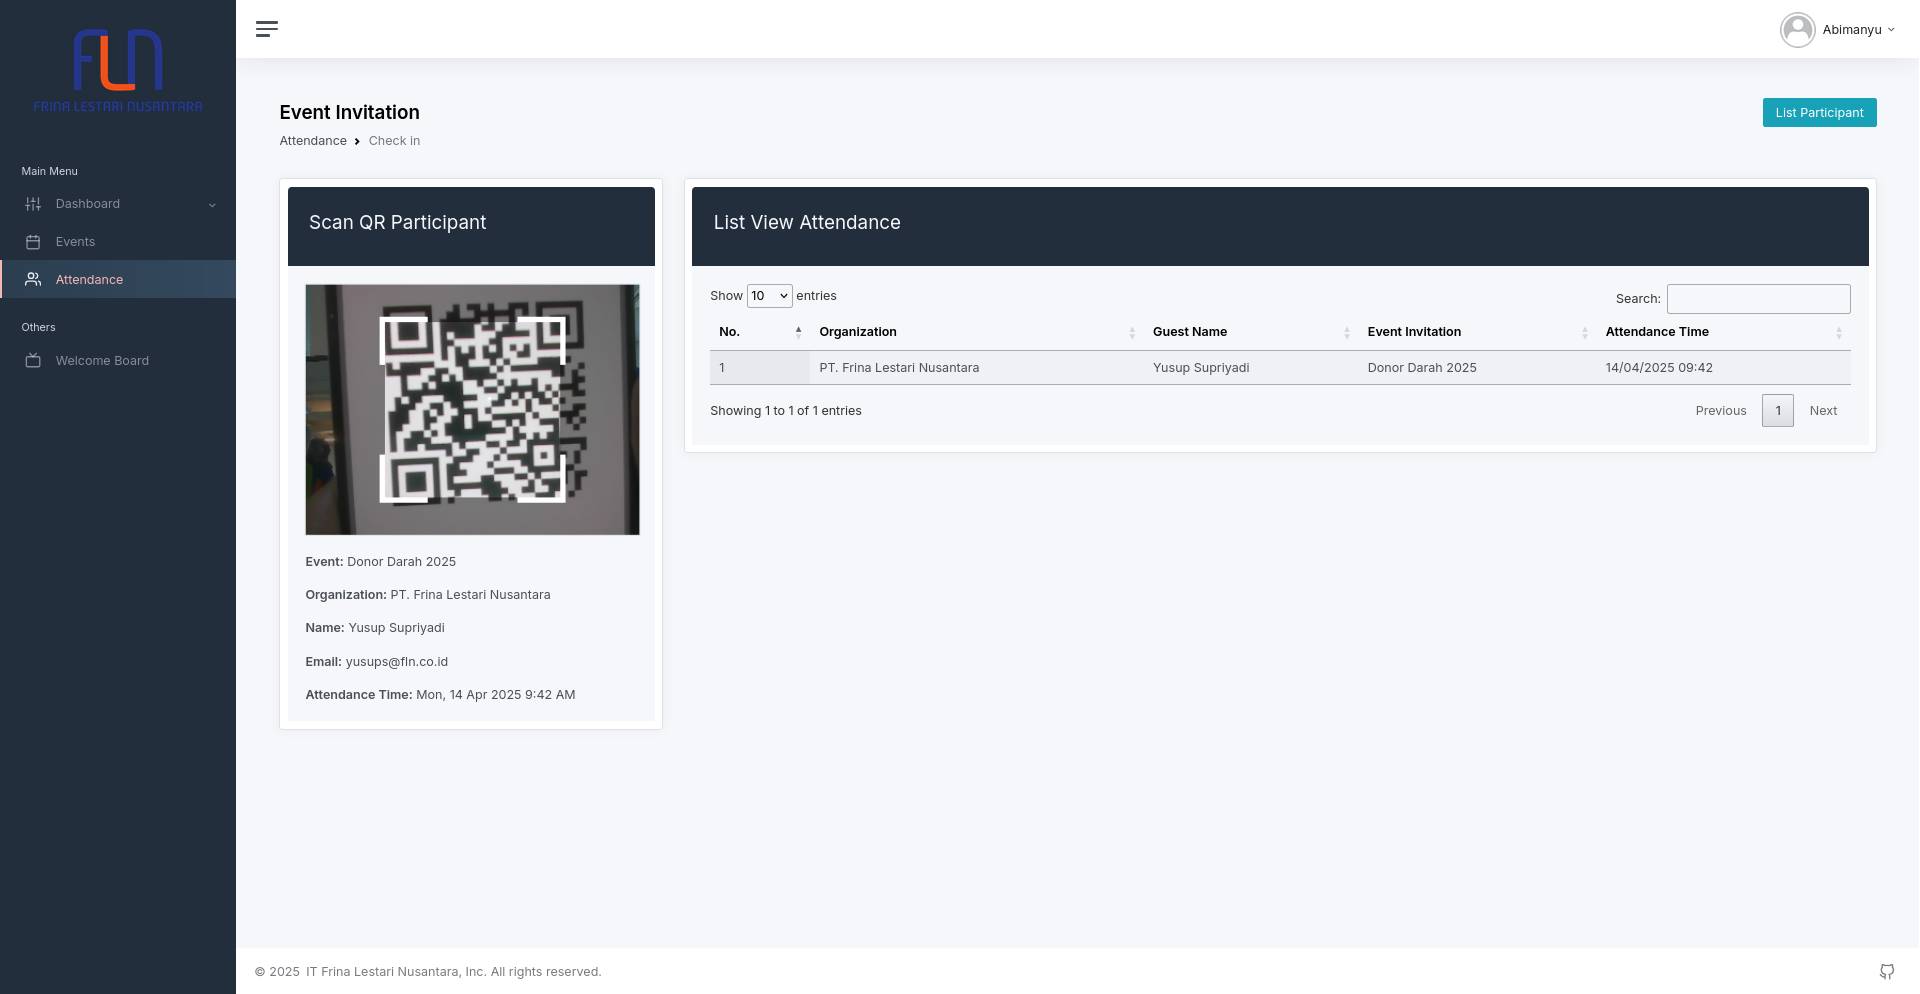 FLN
FRINA LESTARI NUSANTARA
Main Menu
Dashboard
Events
Attendance
Others
Welcome Board
Abimanyu
Event Invitation
Attendance Check in
List Participant
Scan QR Participant
Event: Donor Darah 2025
Organization: PT. Frina Lestari Nusantara
Name: Yusup Supriyadi
Email: yusups@fln.co.id
Attendance Time: Mon, 14 Apr 2025 9:42 AM
List View Attendance
Show 10 entries
Search:
No. Organization Guest Name Event Invitation Attendance Time
1 PT. Frina Lestari Nusantara Yusup Supriyadi Donor Darah 2025 14/04/2025 09:42
Showing 1 to 1 of 1 entries
Previous 1 Next
© 2025 IT Frina Lestari Nusantara, Inc. All rights reserved.